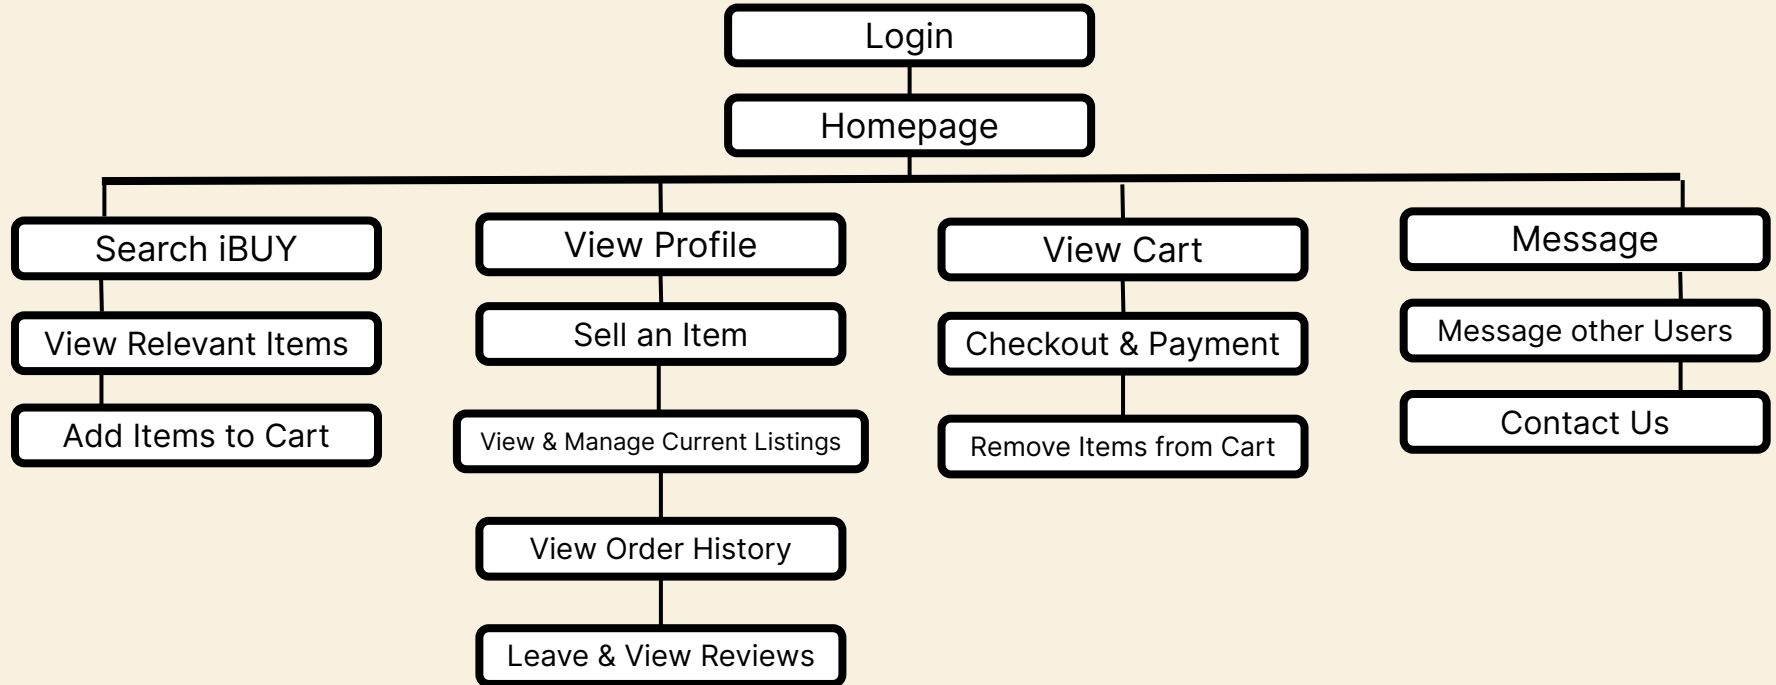 Login
Homepage
Search iBUY
View Relevant Items
Add Items to Cart
View Profile
Sell an Item
View & Manage Current Listings
View Order History
Leave & View Reviews
View Cart
Checkout & Payment
Remove Items from Cart
Message
Message other Users
Contact Us